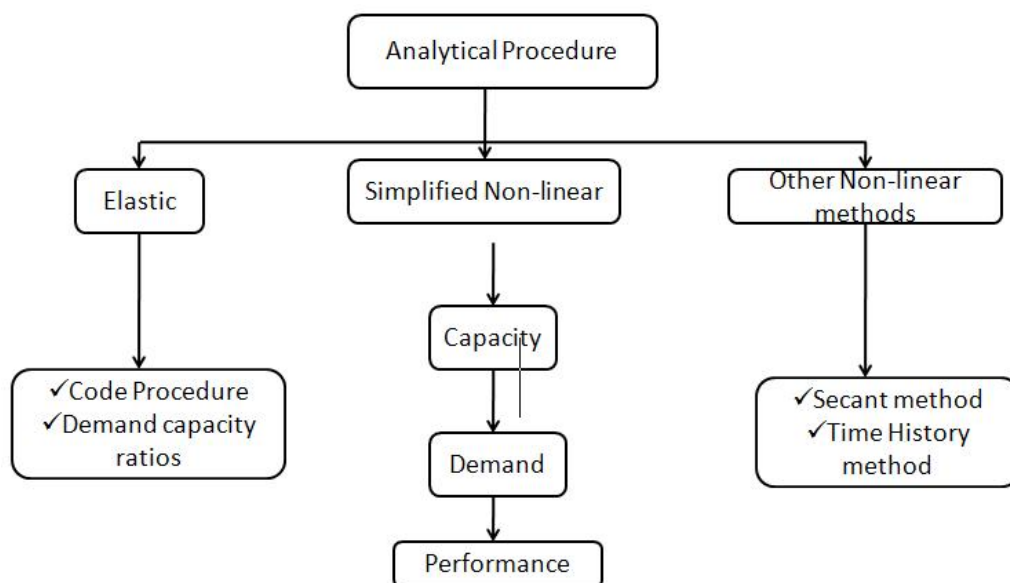 Analytical Procedure
Elastic
Simplified Non-linear
Other Non-linear
methods
Capacity
✓Code Procedure
✓Demand capacity
ratios
✓Secant method
✓Time History
method
Demand
Performance